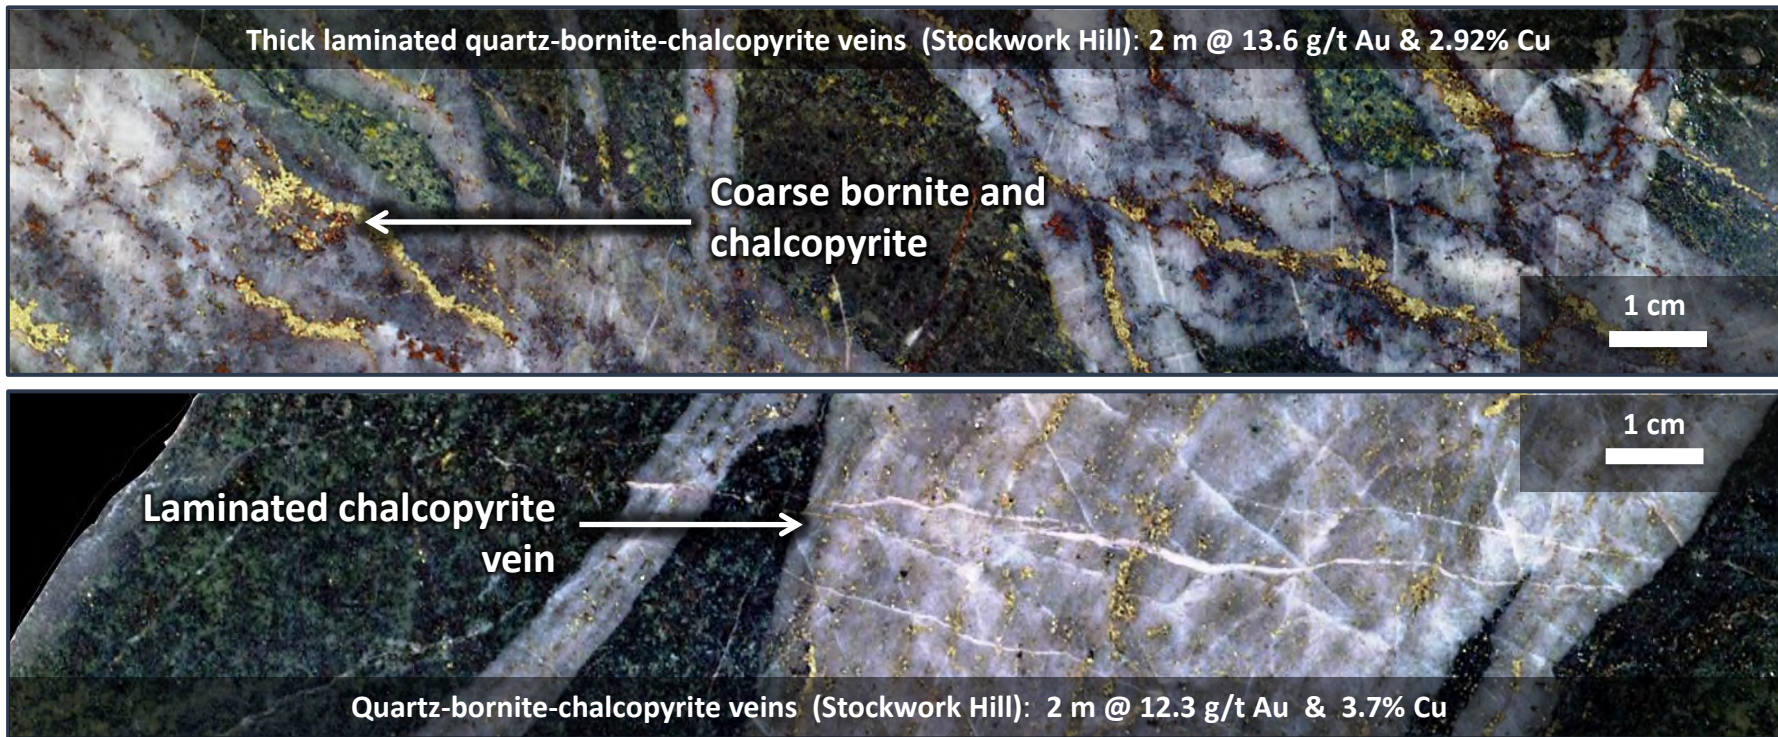 Thick laminated quartz-bornite-chalcopyrite veins (Stockwork Hill): 2 m @ 13.6 g/t Au & 2.92% Cu
Coarse bornite and
chalcopyrite
1 cm
1 cm
Laminated chalcopyrite
vein
Quartz-bornite-chalcopyrite veins (Stockwork Hill): 2 m @ 12.3 g/t Au & 3.7% Cu